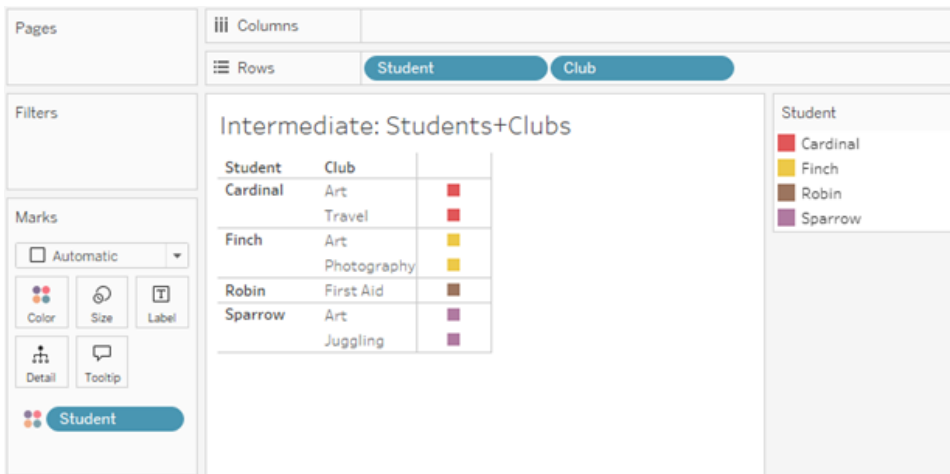 Pages
Columns
Rows Student Club
Filters
Intermediate: Students+Clubs
Student Club
Cardinal Art
Travel
Finch Art
Photography
Robin First Aid
Sparrow Art
Juggling
Marks
Automatic
Color Size Label
Detail Tooltip
Student
Student
Cardinal
Finch
Robin
Sparrow